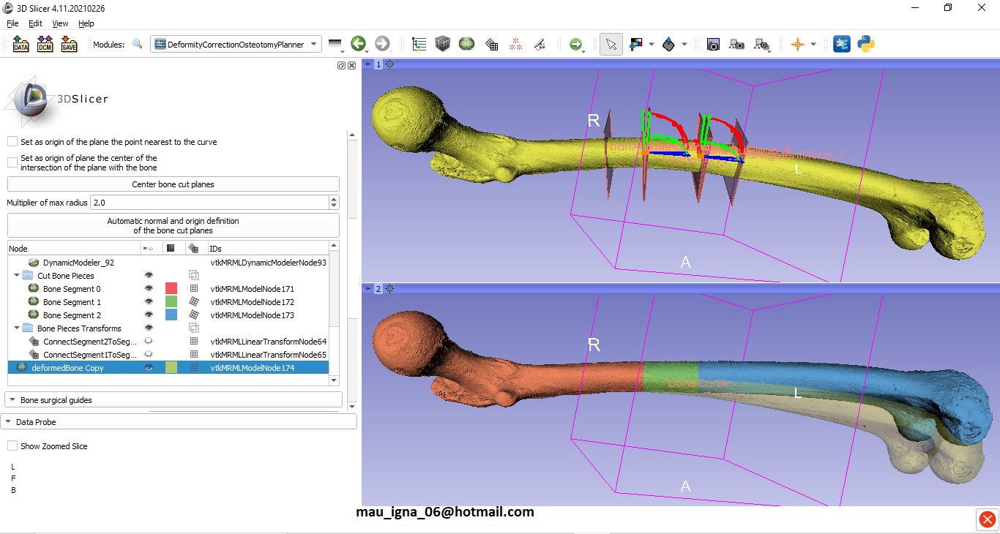 3D Slicer 4.11.20210226
File Edit View Help
DATA DCM SAVE Modules: DeformityCorrectionOsteotomyPlanner
3DSlicer
Set as origin of the plane the point nearest to the curve
Set as origin of plane the center of the
intersection of the plane with the bone
Center bone cut planes
Multiplier of max radius 2.0
Automatic normal and origin definition
of the bone cut planes
Node IDs
DynamicModeler_92 vtkMRMLDynamicModelerNode93
Cut Bone Pieces
Bone Segment 0 vtkMRMLModelNode171
Bone Segment 1 vtkMRMLModelNode172
Bone Segment 2 vtkMRMLModelNode173
Bone Pieces Transforms
ConnectSegment2ToSeg... vtkMRMLLinearTransformNode64
ConnectSegment1ToSeg... vtkMRMLLinearTransformNode65
deformedBone Copy vtkMRMLModelNode174
Bone surgical guides
Data Probe
Show Zoomed Slice
L
F
B
1
R
L
A
2
R
BoneCurve
L
A
mau_igna_06@hotmail.com